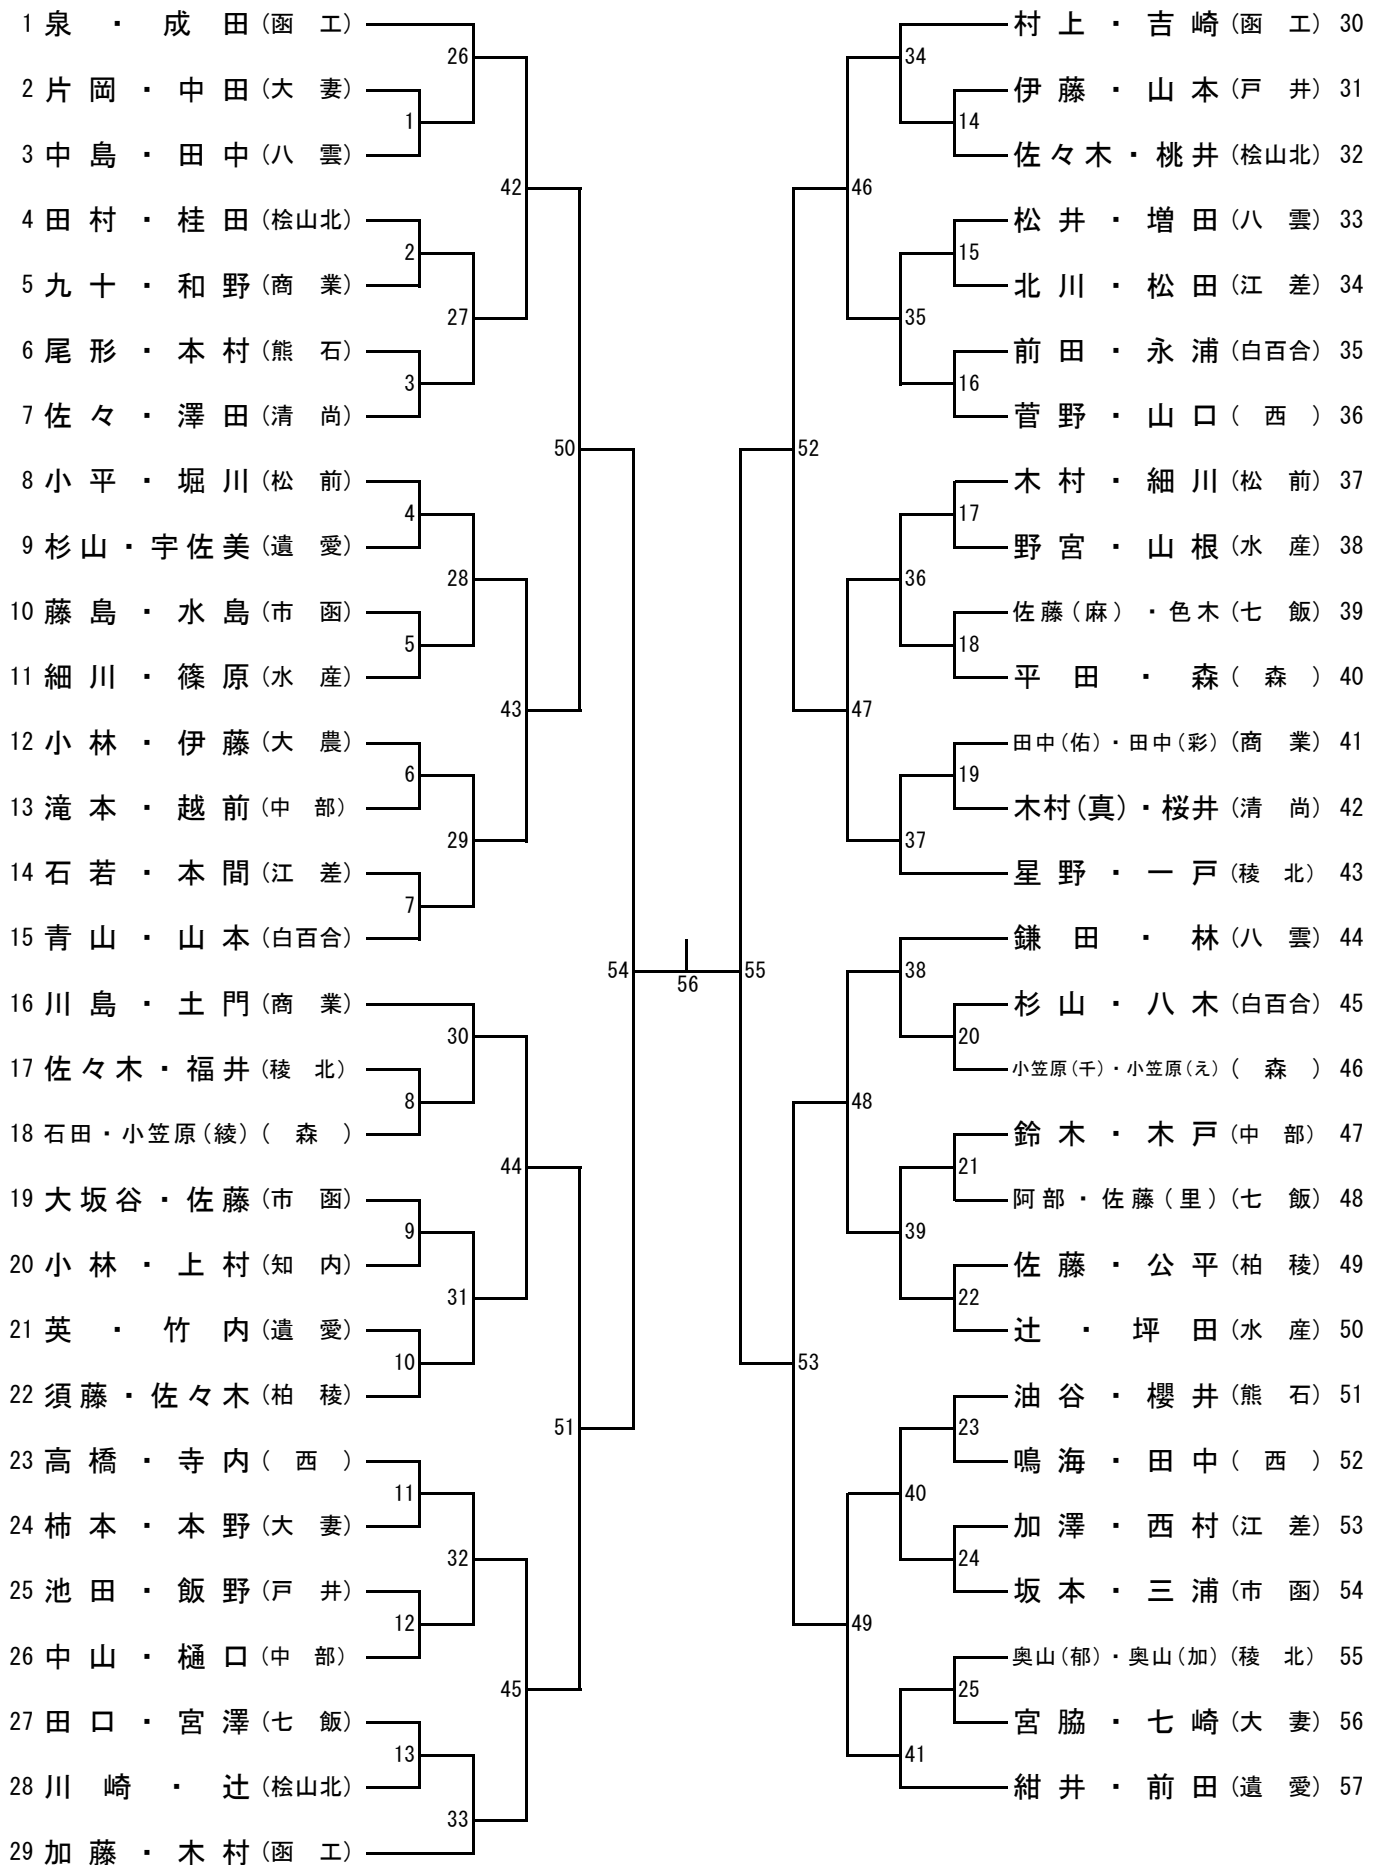 1 泉・成田（函 工）
2 片岡・中田（大 妻）
3 中島・田中（八 雲）
4 田村・桂田（桧山北）
5 九十・和野（商 業）
6 尾形・本村（熊 石）
7 佐々・澤田（清 尚）
8 小平・堀川（松 前）
9 杉山・宇佐美（遺 愛）
10 藤島・水島（市 函）
11 細川・篠原（水 産）
12 小林・伊藤（大 農）
13 滝本・越前（中 部）
14 石若・本間（江 差）
15 青山・山本（白百合）
16 川島・土門（商 業）
17 佐々木・福井（稜 北）
18 石田・小笠原（綾）（ 森 ）
19 大坂谷・佐藤（市 函）
20 小林・上村（知 内）
21 英・竹内（遺 愛）
22 須藤・佐々木（柏 稜）
23 高橋・寺内（ 西 ）
24 柿本・本野（大 妻）
25 池田・飯野（戸 井）
26 中山・樋口（中 部）
27 田口・宮澤（七 飯）
28 川崎・辻（桧山北）
29 加藤・木村（函 工）
1
2
3
4
5
6
7
8
9
10
11
12
13
26
27
28
29
30
31
32
33
42
43
44
45
50
51
54
56
55
52
53
46
47
48
49
34
35
36
37
38
39
40
41
14
15
16
17
18
19
20
21
22
23
24
25
村上・吉崎（函 工）30
伊藤・山本（戸 井）31
佐々木・桃井（桧山北）32
松井・増田（八 雲）33
北川・松田（江 差）34
前田・永浦（白百合）35
菅野・山口（ 西 ）36
木村・細川（松 前）37
野宮・山根（水 産）38
佐藤（麻）・色木（七 飯）39
平田・森（ 森 ）40
田中（佑）・田中（彩）（商 業）41
木村（真）・桜井（清 尚）42
星野・一戸（稜 北）43
鎌田・林（八 雲）44
杉山・八木（白百合）45
小笠原（千）・小笠原（え）（ 森 ）46
鈴木・木戸（中 部）47
阿部・佐藤（里）（七 飯）48
佐藤・公平（柏 稜）49
辻・坪田（水 産）50
油谷・櫻井（熊 石）51
鳴海・田中（ 西 ）52
加澤・西村（江 差）53
坂本・三浦（市 函）54
奥山（郁）・奥山（加）（稜 北）55
宮脇・七崎（大 妻）56
紺井・前田（遺 愛）57